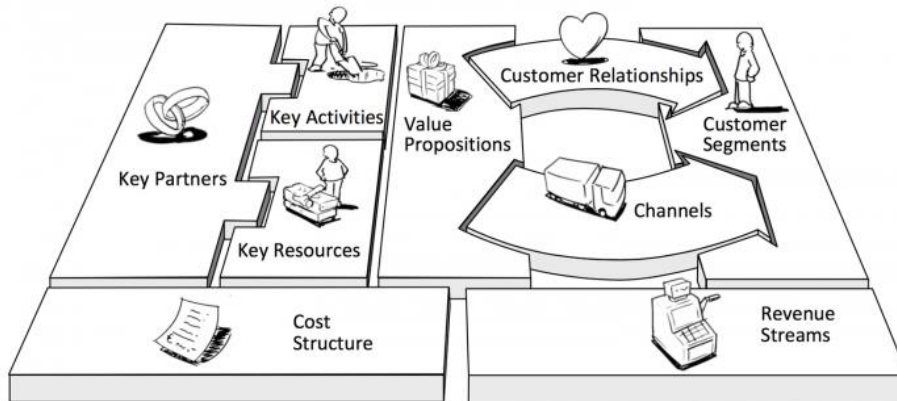 Key Partners
Key Activities
Key Resources
Value
Propositions
Customer Relationships
Channels
Customer
Segments
Cost
Structure
Revenue
Streams